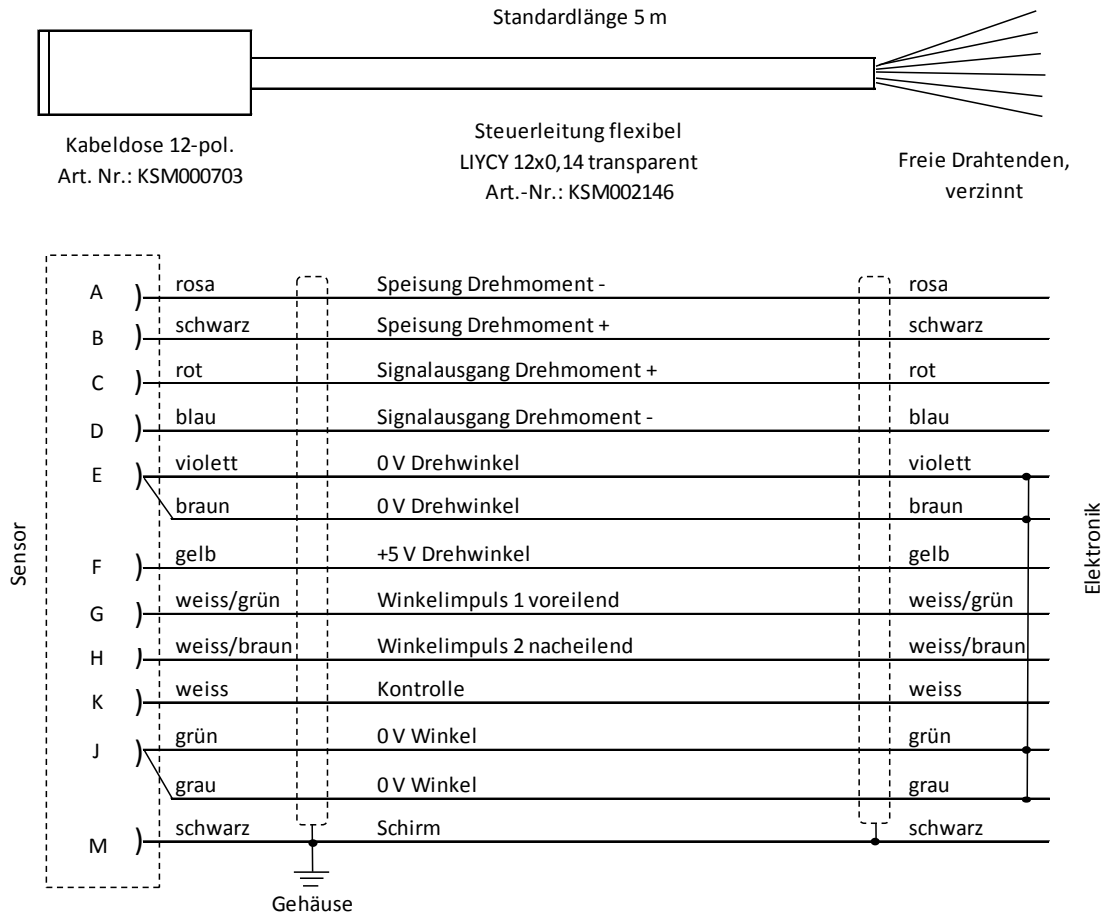 Standardlänge 5 m
Kabeldose 12-pol.
Art. Nr.: KSM000703
Steuerleitung flexibel
LIYCY 12x0,14 transparent
Art.-Nr.: KSM002146
Freie Drahtenden,
verzinnt
Sensor
Elektronik
A ) rosa Speisung Drehmoment - rosa
B ) schwarz Speisung Drehmoment + schwarz
C ) rot Signalausgang Drehmoment + rot
D ) blau Signalausgang Drehmoment - blau
E ) violett 0 V Drehwinkel violett
braun 0 V Drehwinkel braun
F ) gelb +5 V Drehwinkel gelb
G ) weiss/grün Winkelimpuls 1 voreilend weiss/grün
H ) weiss/braun Winkelimpuls 2 nacheilend weiss/braun
K ) weiss Kontrolle weiss
J ) grün 0 V Winkel grün
grau 0 V Winkel grau
M ) schwarz Schirm schwarz
Gehäuse